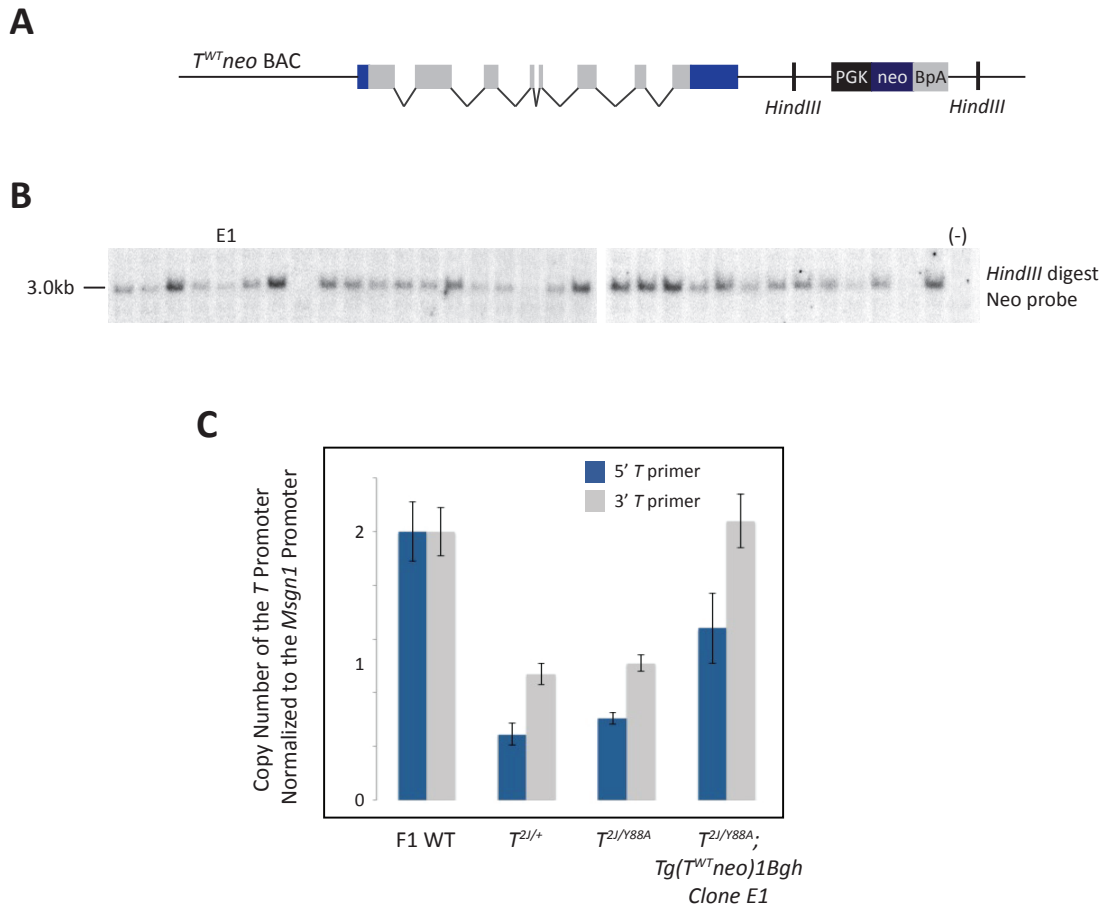 A
T^WT neo BAC
PGK neo BpA
HindIII HindIII
B
E1 (-)
3.0kb
HindIII digest
Neo probe
C
Copy Number of the T Promoter
Normalized to the Msgn1 Promoter
5’ T primer
3’ T primer
2
1
0
F1 WT T^2J/+ T^2J/Y88A T^2J/Y88A;
Tg(T^WTneo)1Bgh
Clone E1